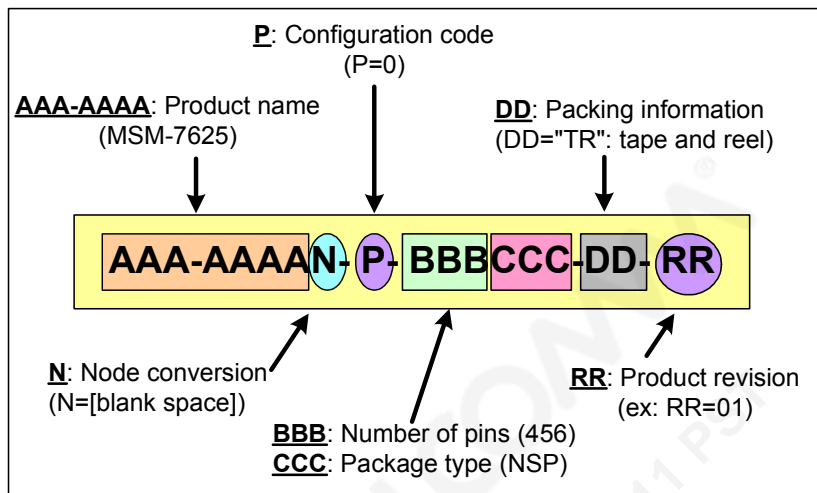 P: Configuration code
(P=0)
AAA-AAAA: Product name
(MSM-7625)
DD: Packing information
(DD="TR": tape and reel)
AAA-AAAAN- P- BBBCCC-DD- RR
N: Node conversion
(N=[blank space])
RR: Product revision
(ex: RR=01)
BBB: Number of pins (456)
CCC: Package type (NSP)